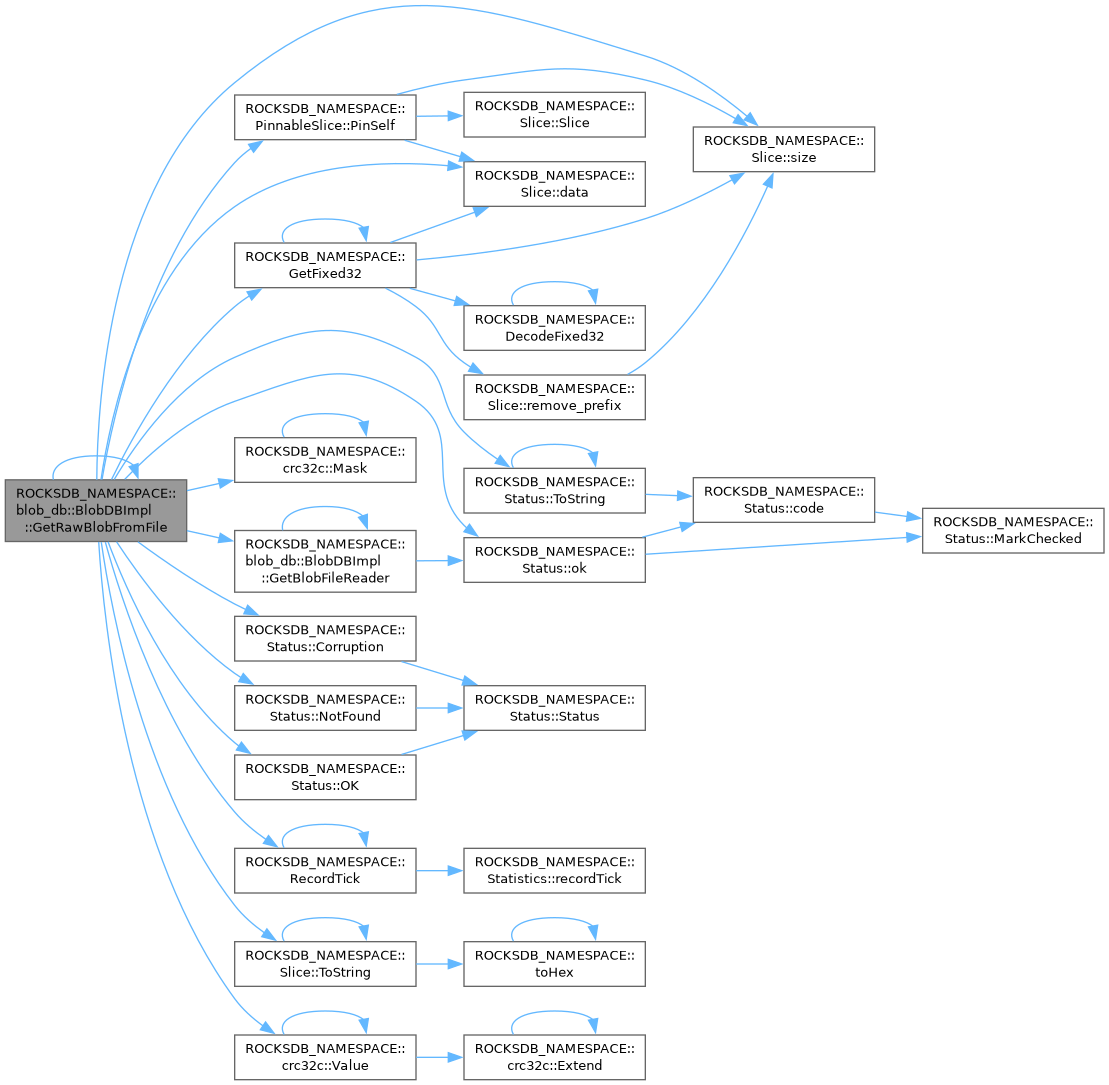 ROCKSDB_NAMESPACE::
blob_db::BlobDBImpl
::GetRawBlobFromFile
ROCKSDB_NAMESPACE::
PinnableSlice::PinSelf
ROCKSDB_NAMESPACE::
Slice::Slice
ROCKSDB_NAMESPACE::
Slice::size
ROCKSDB_NAMESPACE::
Slice::data
ROCKSDB_NAMESPACE::
GetFixed32
ROCKSDB_NAMESPACE::
DecodeFixed32
ROCKSDB_NAMESPACE::
Slice::remove_prefix
ROCKSDB_NAMESPACE::
crc32c::Mask
ROCKSDB_NAMESPACE::
Status::ToString
ROCKSDB_NAMESPACE::
Status::code
ROCKSDB_NAMESPACE::
Status::MarkChecked
ROCKSDB_NAMESPACE::
blob_db::BlobDBImpl
::GetBlobFileReader
ROCKSDB_NAMESPACE::
Status::ok
ROCKSDB_NAMESPACE::
Status::Corruption
ROCKSDB_NAMESPACE::
Status::NotFound
ROCKSDB_NAMESPACE::
Status::Status
ROCKSDB_NAMESPACE::
Status::OK
ROCKSDB_NAMESPACE::
RecordTick
ROCKSDB_NAMESPACE::
Statistics::recordTick
ROCKSDB_NAMESPACE::
Slice::ToString
ROCKSDB_NAMESPACE::
toHex
ROCKSDB_NAMESPACE::
crc32c::Value
ROCKSDB_NAMESPACE::
crc32c::Extend